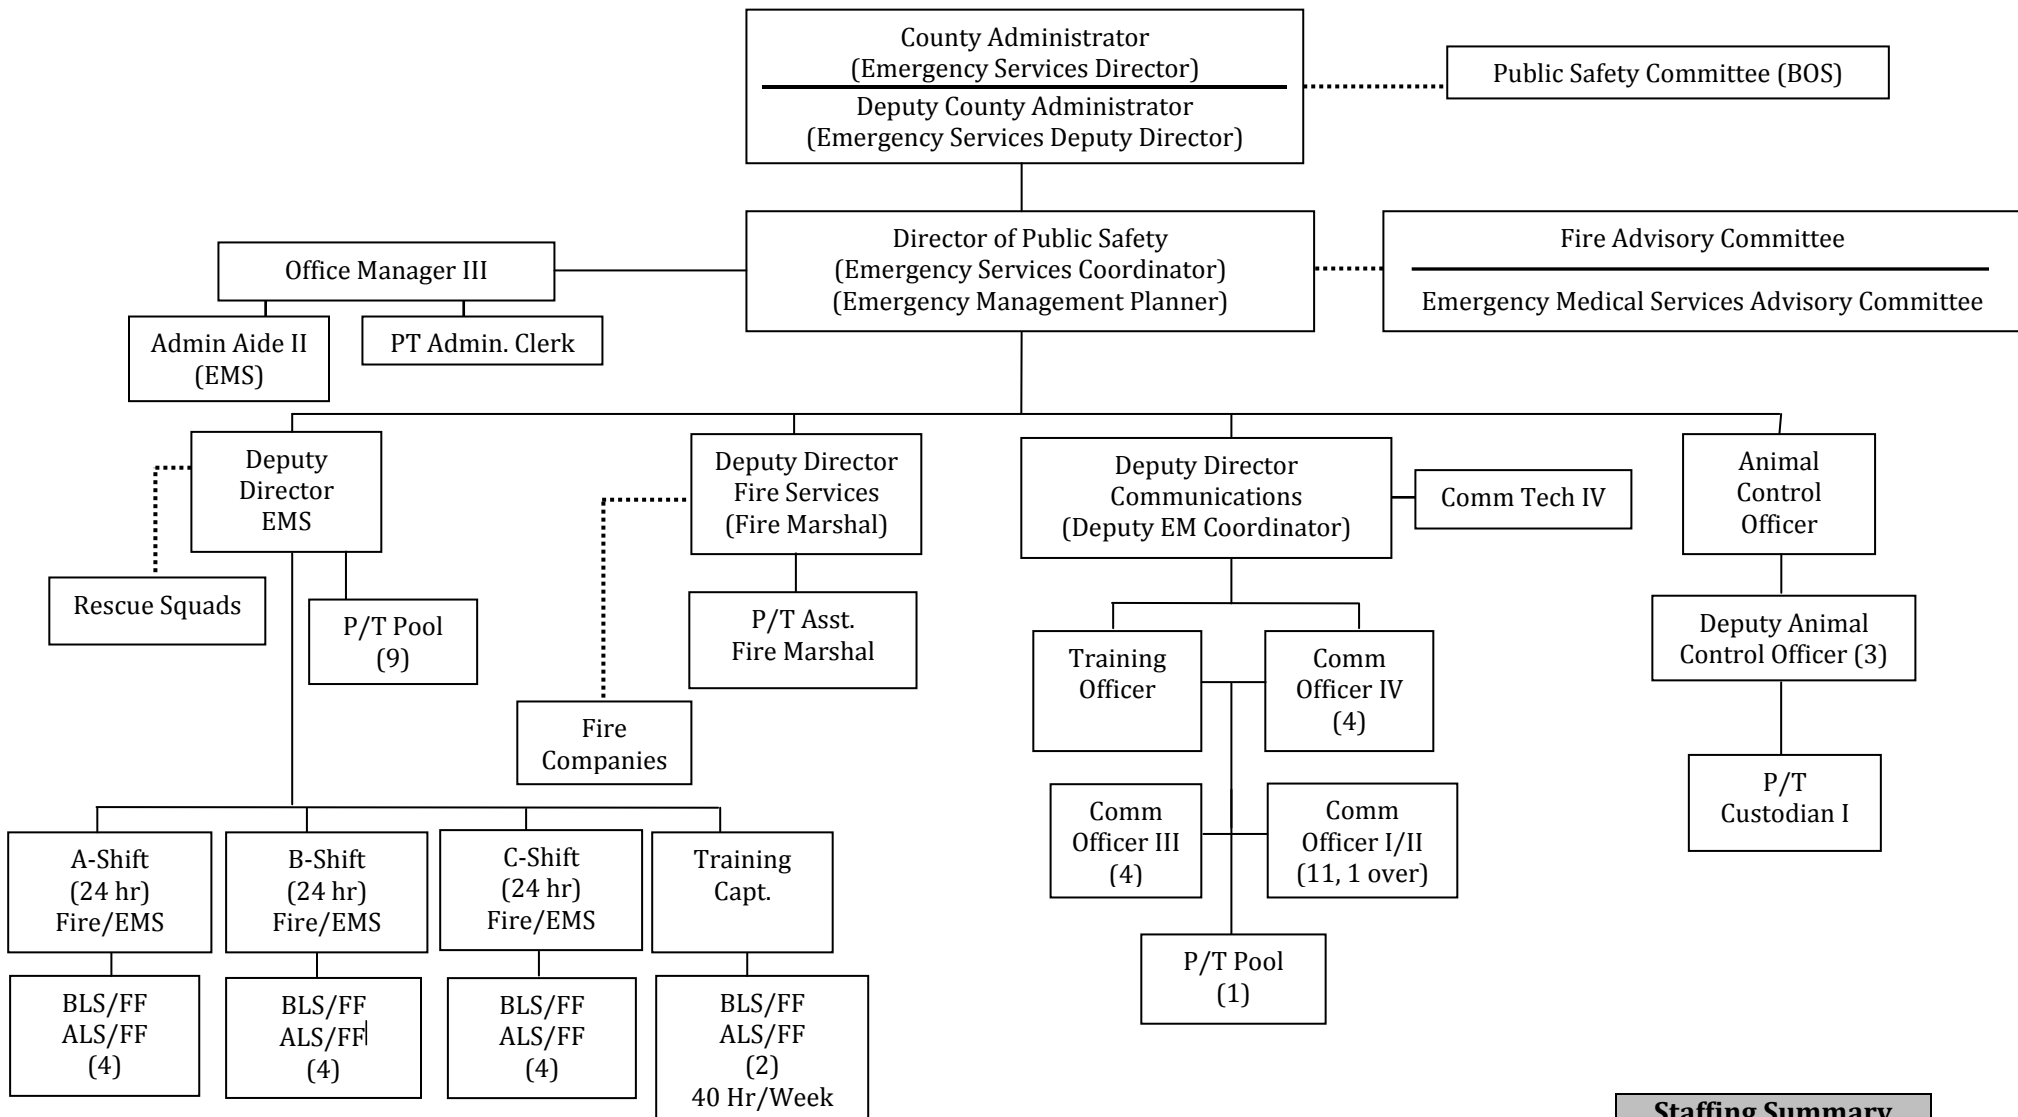 County Administrator
(Emergency Services Director)
Deputy County Administrator
(Emergency Services Deputy Director)
Public Safety Committee (BOS)
Director of Public Safety
(Emergency Services Coordinator)
(Emergency Management Planner)
Fire Advisory Committee
Emergency Medical Services Advisory Committee
Office Manager III
Admin Aide II
(EMS)
PT Admin. Clerk
Deputy
Director
EMS
Deputy Director
Fire Services
(Fire Marshal)
Deputy Director
Communications
(Deputy EM Coordinator)
Comm Tech IV
Animal
Control
Officer
Rescue Squads
P/T Pool
(9)
P/T Asst.
Fire Marshal
Fire
Companies
Training
Officer
Comm
Officer IV
(4)
Deputy Animal
Control Officer (3)
Comm
Officer III
(4)
Comm
Officer I/II
(11, 1 over)
P/T
Custodian I
P/T Pool
(1)
A-Shift
(24 hr)
Fire/EMS
B-Shift
(24 hr)
Fire/EMS
C-Shift
(24 hr)
Fire/EMS
Training
Capt.
BLS/FF
ALS/FF
(4)
BLS/FF
ALS/FF
(4)
BLS/FF
ALS/FF
(4)
BLS/FF
ALS/FF
(2)
40 Hr/Week
Staffing Summary